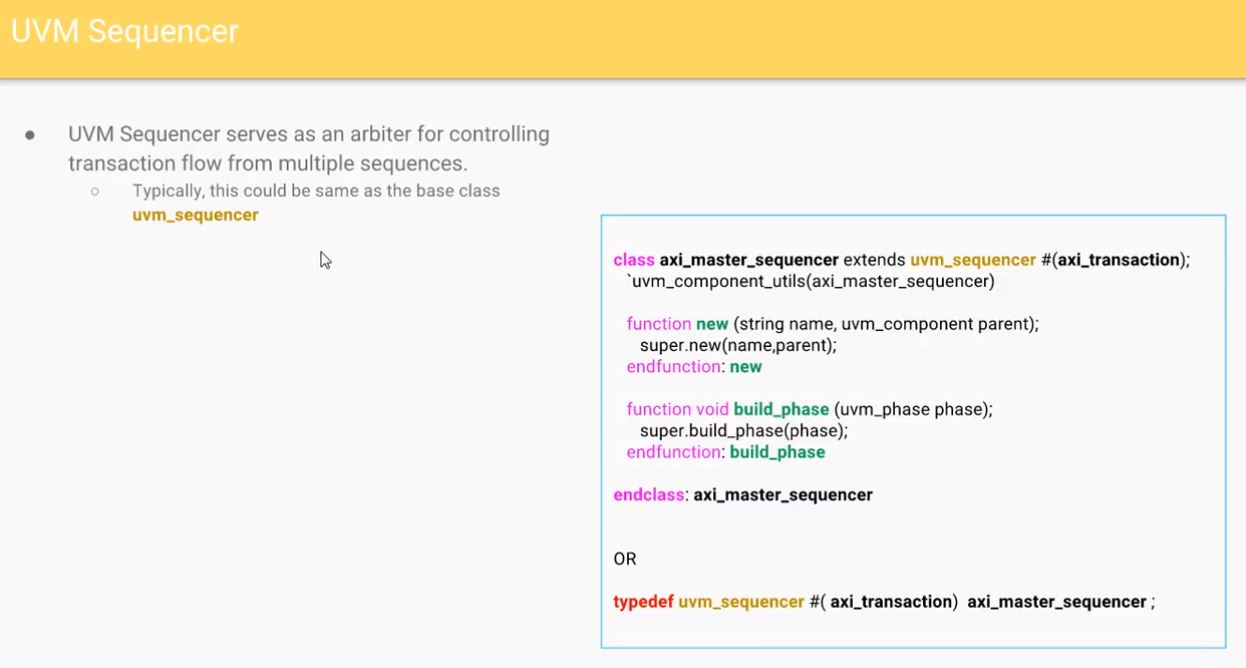 UVM Sequencer
● UVM Sequencer serves as an arbiter for controlling
transaction flow from multiple sequences.
○ Typically, this could be same as the base class
uvm_sequencer
class axi_master_sequencer extends uvm_sequencer #(axi_transaction);
`uvm_component_utils(axi_master_sequencer)
function new (string name, uvm_component parent);
super.new(name,parent);
endfunction: new
function void build_phase (uvm_phase phase);
super.build_phase(phase);
endfunction: build_phase
endclass: axi_master_sequencer
OR
typedef uvm_sequencer #( axi_transaction) axi_master_sequencer ;